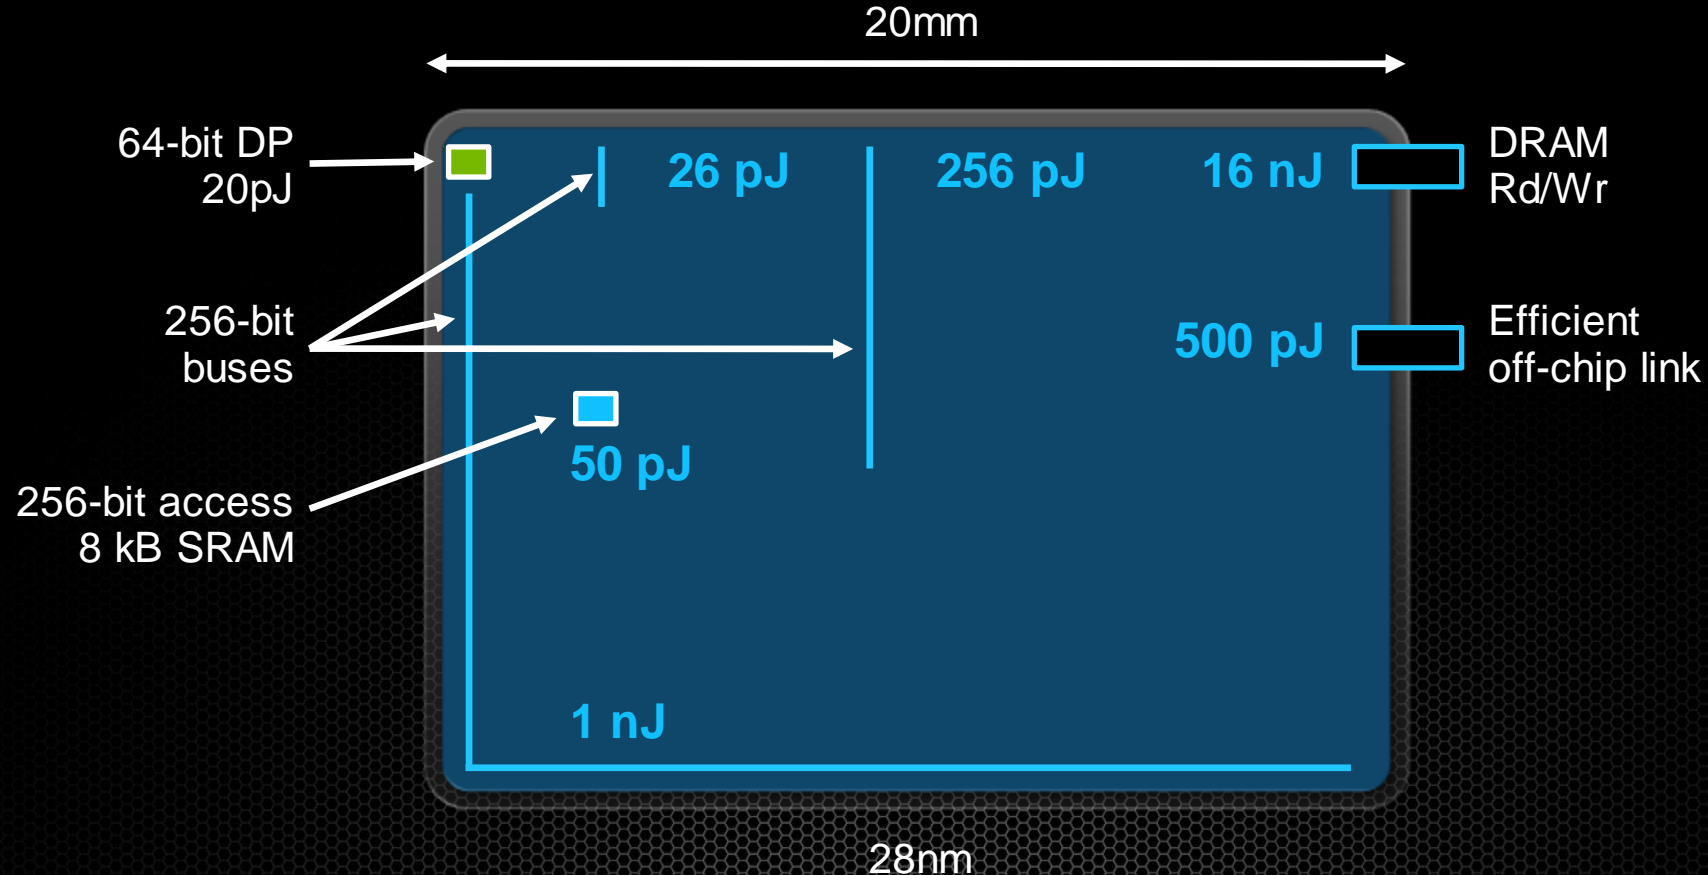 20mm
64-bit DP
20pJ
26 pJ
256 pJ
16 nJ
DRAM
Rd/Wr
256-bit
buses
500 pJ
Efficient
off-chip link
50 pJ
256-bit access
8 kB SRAM
1 nJ
28nm